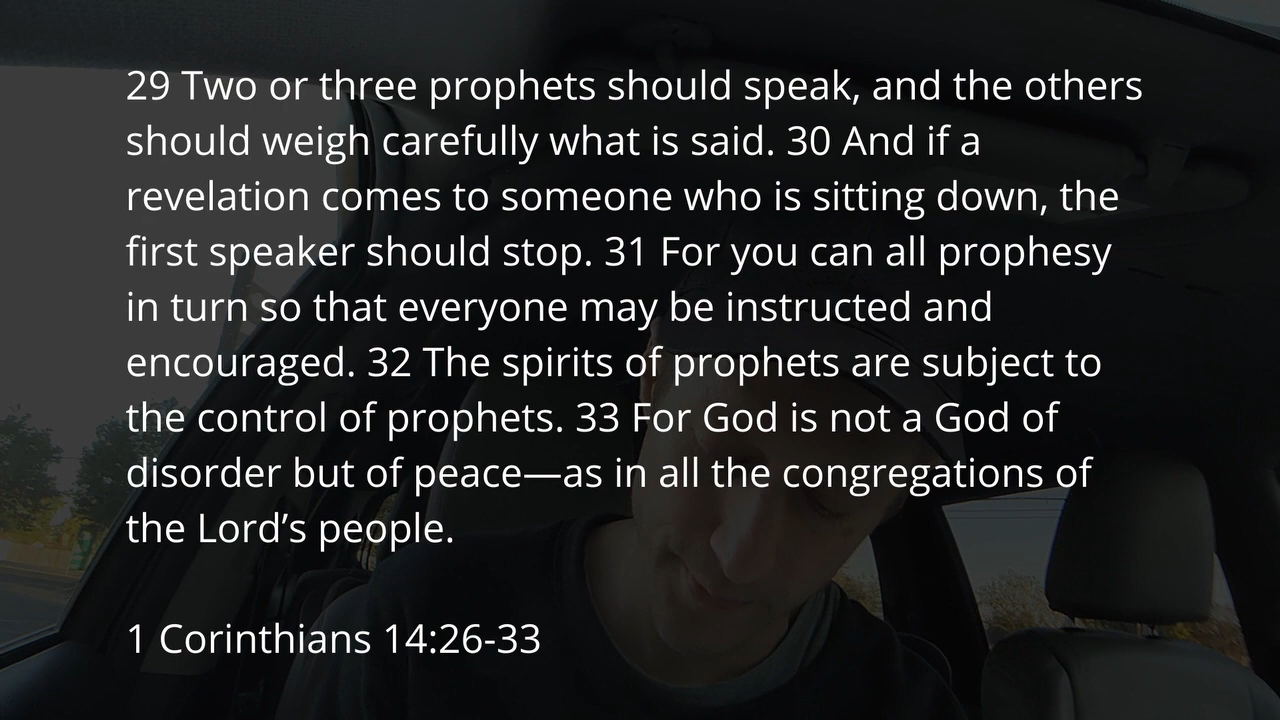 29 Two or three prophets should speak, and the others
should weigh carefully what is said. 30 And if a
revelation comes to someone who is sitting down, the
first speaker should stop. 31 For you can all prophesy
in turn so that everyone may be instructed and
encouraged. 32 The spirits of prophets are subject to
the control of prophets. 33 For God is not a God of
disorder but of peace—as in all the congregations of
the Lord’s people.
1 Corinthians 14:26-33